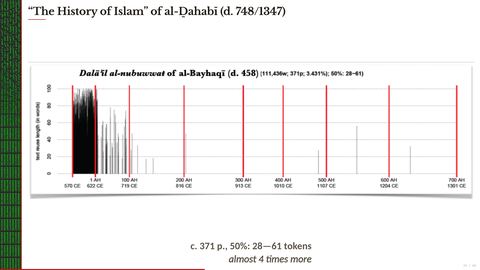 “The History of Islam” of al-Ḏahabī (d. 748/1347)
Dalāʾil al-nubuwwat of al-Bayhaqī (d. 458) (111,436w; 371p; 3.431%); 50%: 28–61)
text reuse length (in words)
100
80
60
40
20
0
1 AH 100 AH 200 AH 300 AH 400 AH 500 AH 600 AH 700 AH
570 CE 622 CE 719 CE 816 CE 913 CE 1010 CE 1107 CE 1204 CE 1301 CE
c. 371 p., 50%: 28—61 tokens
almost 4 times more